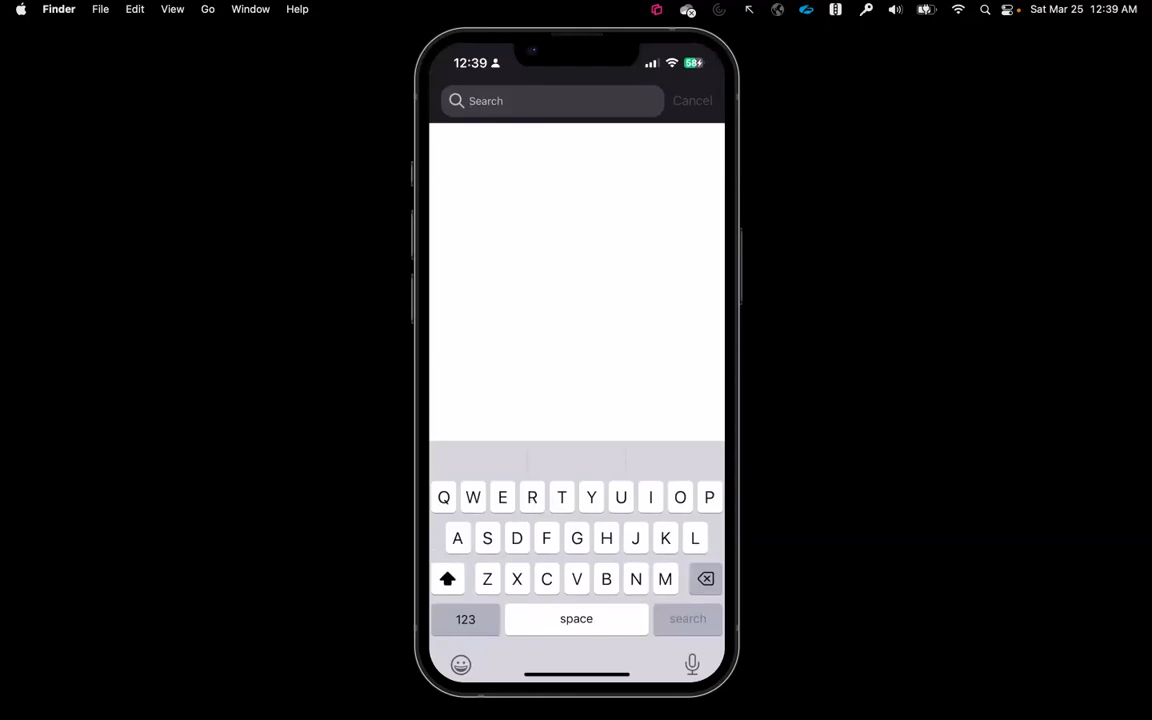 Finder File Edit View Go Window Help Sat Mar 25 12:39 AM
12:39 58
Search Cancel
Q W E R T Y U I O P
A S D F G H J K L
Z X C V B N M
123 space search